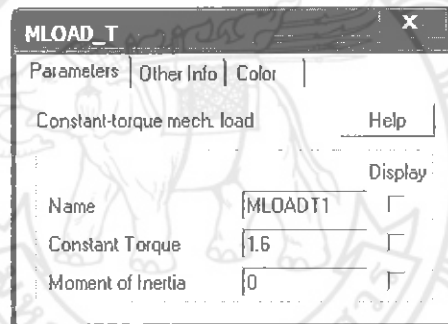 MLOAD_T X
Parameters Other Info Color
Constant-torque mech. load Help
Display
Name MLOADT1
Constant Torque 1.6
Moment of Inertia 0